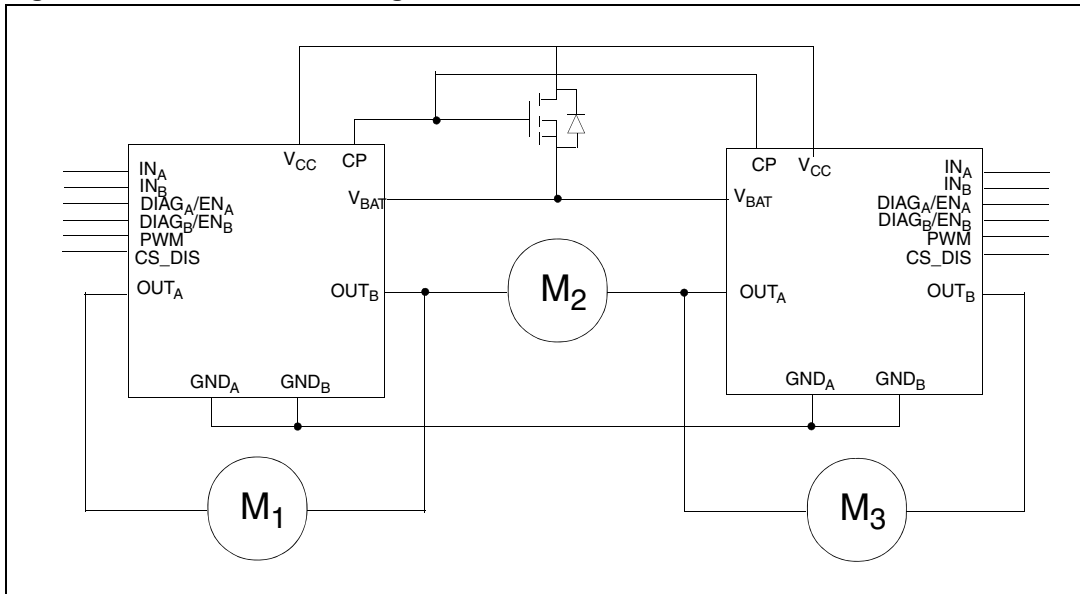 V_CC CP
IN_A
IN_B
DIAG_A/EN_A
DIAG_B/EN_B
PWM
CS_DIS
OUT_A
V_BAT
OUT_B
GND_A GND_B
M_1
M_2
CP V_CC
V_BAT
OUT_A
IN_A
IN_B
DIAG_A/EN_A
DIAG_B/EN_B
PWM
CS_DIS
OUT_B
GND_A GND_B
M_3